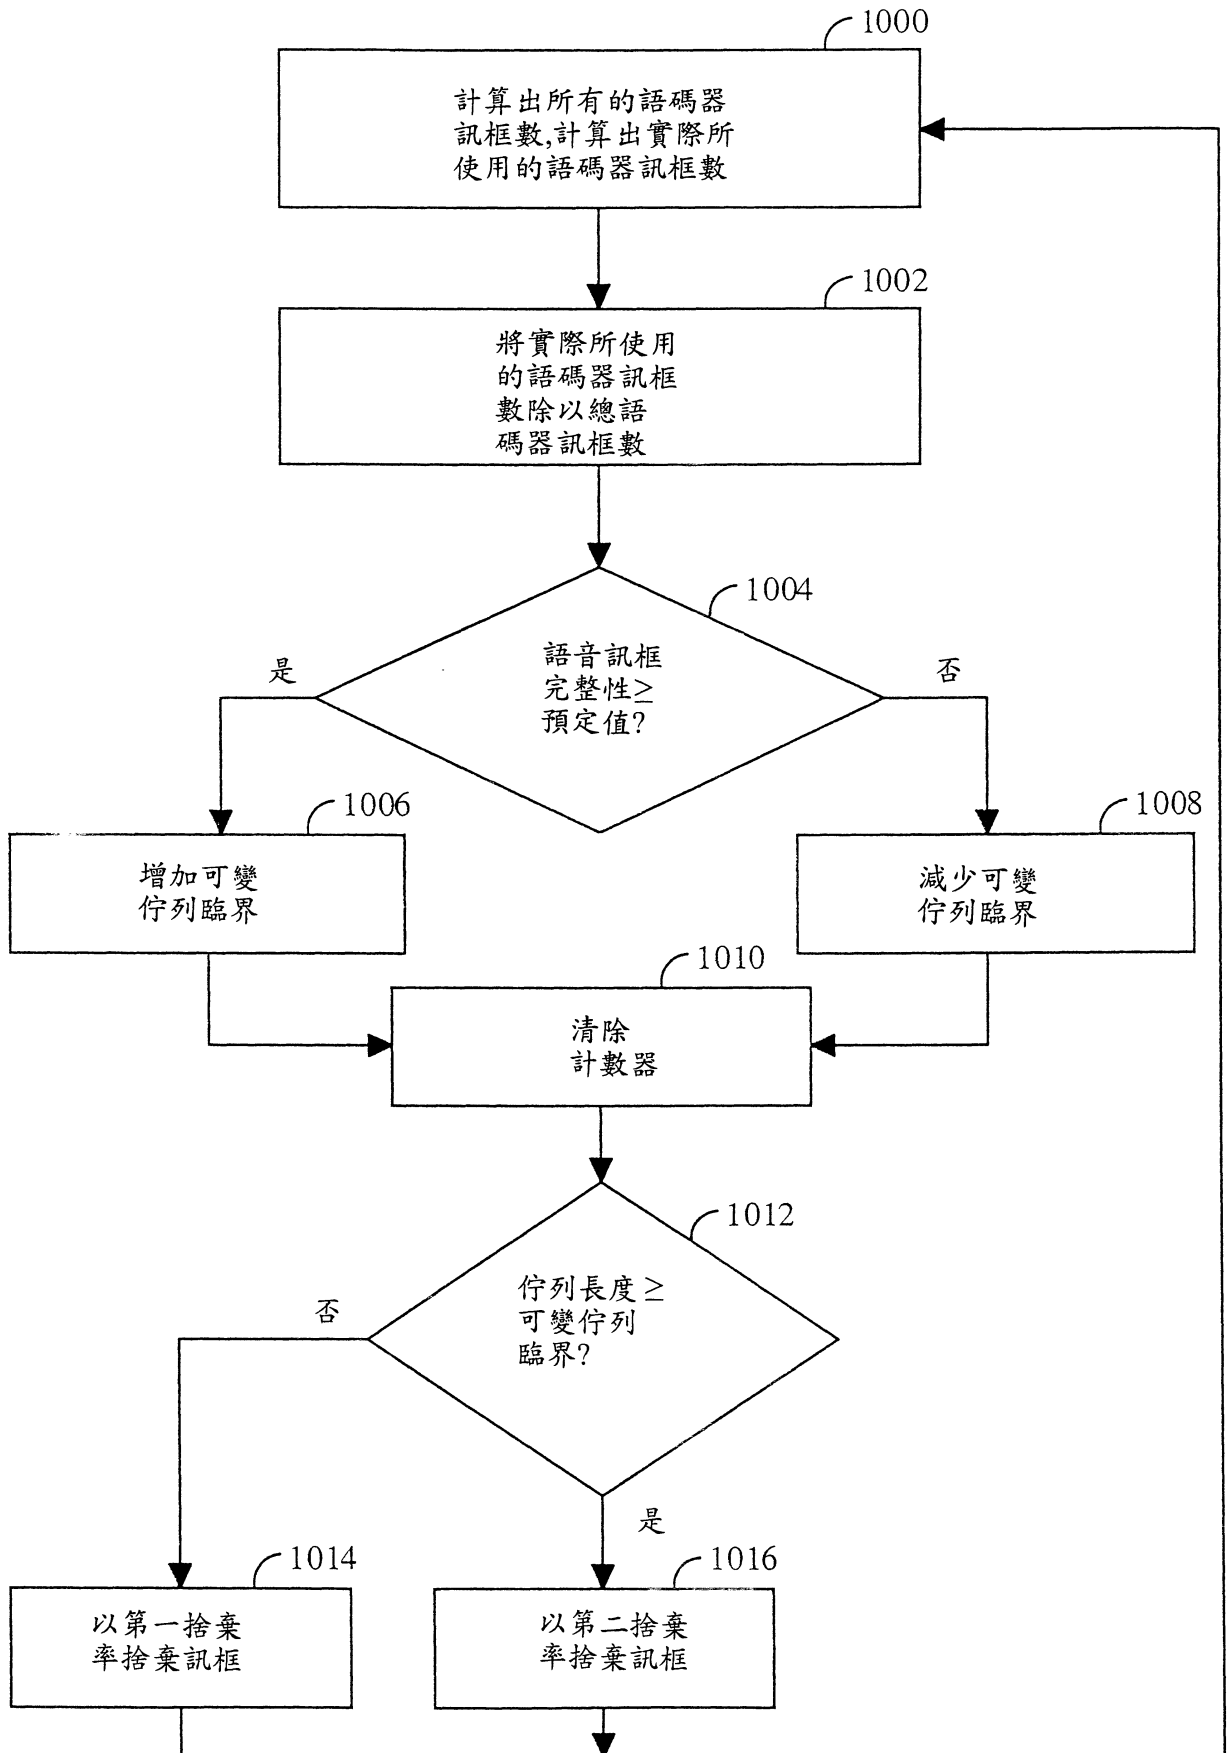 1000
計算出所有的語碼器
訊框數,計算出實際所
使用的語碼器訊框數
1002
將實際所使用
的語碼器訊框
數除以總語
碼器訊框數
1004
語音訊框
完整性≥
預定值?
是
否
1006
增加可變
佇列臨界
1008
減少可變
佇列臨界
1010
清除
計數器
1012
佇列長度≥
可變佇列
臨界?
否
是
1014
以第一捨棄
率捨棄訊框
1016
以第二捨棄
率捨棄訊框